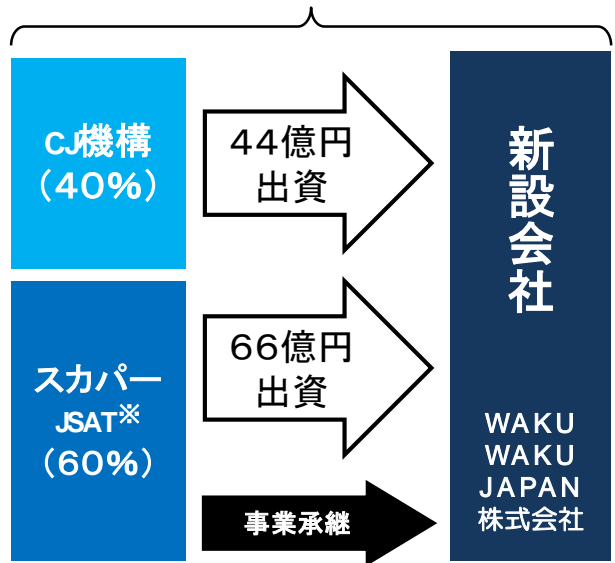 CJ機構
（40%）
44億円
出資
スカパー
JSAT※
（60%）
66億円
出資
事業承継
新設会社
WAKU
WAKU
JAPAN
株式会社